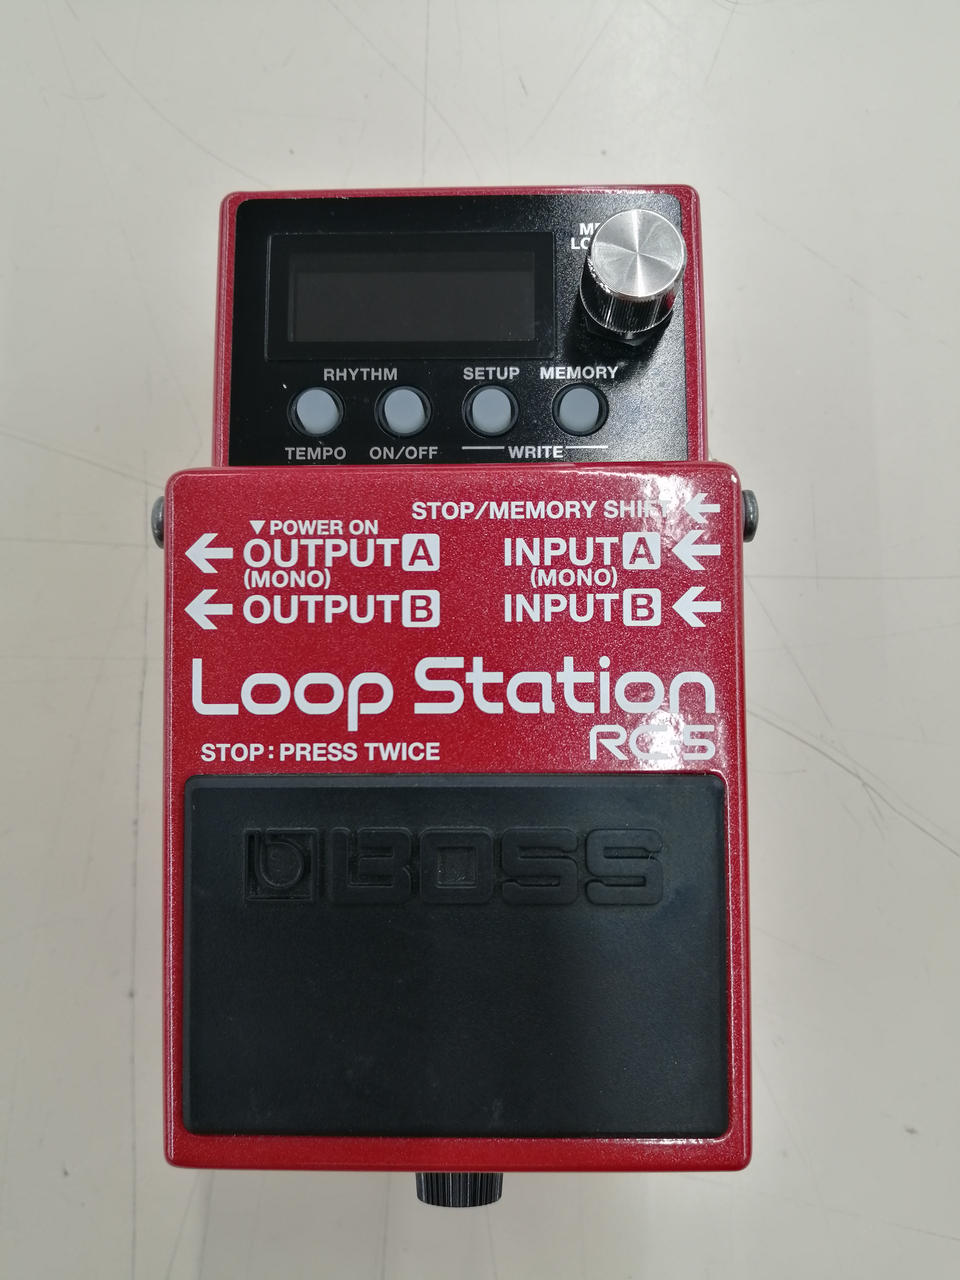 RHYTHM SETUP MEMORY
TEMPO ON/OFF WRITE
STOP/MEMORY SHIFT
▼POWER ON
OUTPUT A INPUT A
(MONO) (MONO)
OUTPUT B INPUT B
Loop Station
RC-5
STOP : PRESS TWICE
BOSS